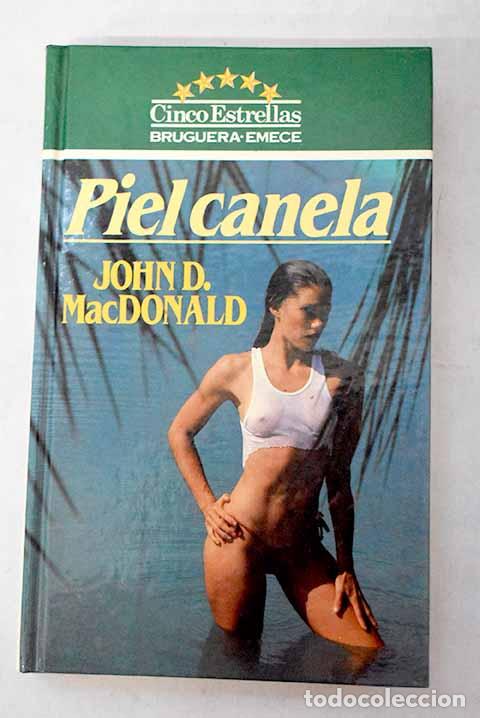 Cinco Estrellas
BRUGUERA·EMECE
Piel canela
JOHN D.
MacDONALD
todocoleccion